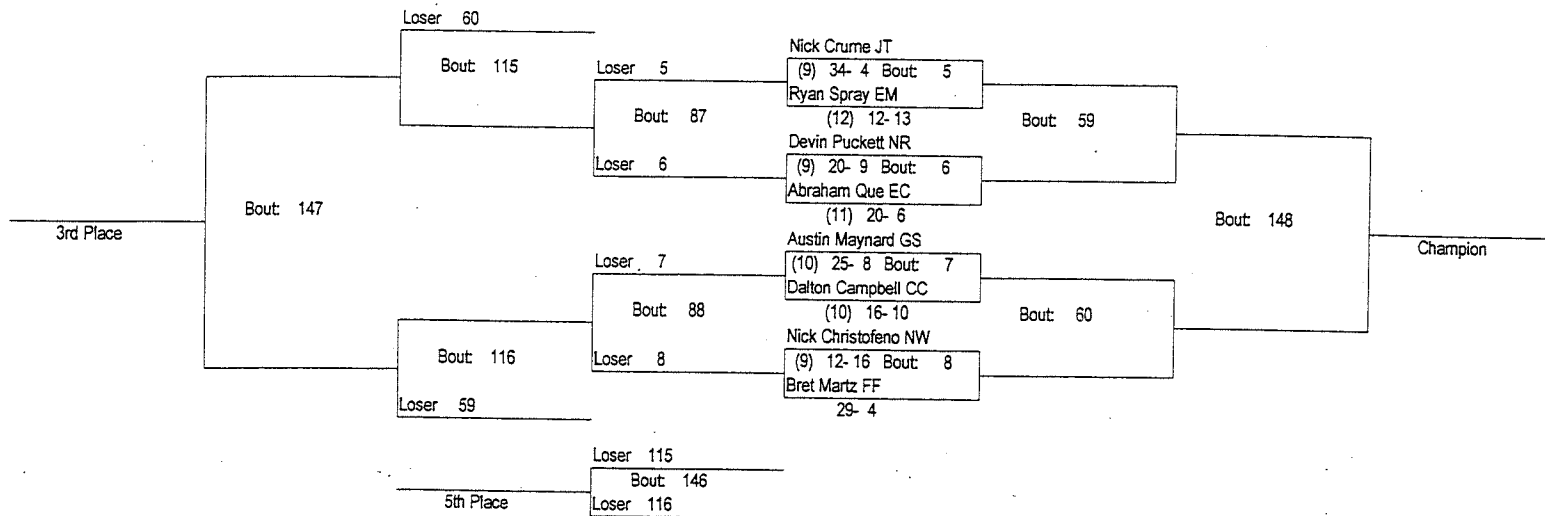 Loser 60
Bout: 115
Loser 5
Bout: 87
Loser 6
Bout: 147
3rd Place
Loser 7
Bout: 88
Loser 8
Bout: 116
Loser 59
Loser 115
Bout: 146
5th Place
Loser 116
Nick Crume JT
(9) 34- 4 Bout: 5
Ryan Spray EM
(12) 12- 13
Bout: 59
Devin Puckett NR
(9) 20- 9 Bout: 6
Abraham Que EC
(11) 20- 6
Bout: 148
Champion
Austin Maynard GS
(10) 25- 8 Bout: 7
Dalton Campbell CC
(10) 16- 10
Bout: 60
Nick Christofeno NW
(9) 12- 16 Bout: 8
Bret Martz FF
29- 4